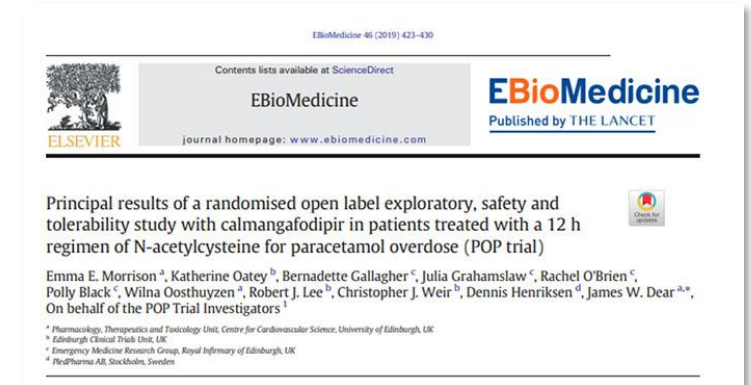 EBioMedicine 46 (2019) 423–430
Contents lists available at ScienceDirect
EBioMedicine
journal homepage: www.ebiomedicine.com
ELSEVIER
EBioMedicine
Published by THE LANCET
Principal results of a randomised open label exploratory, safety and
tolerability study with calmangafodipir in patients treated with a 12 h
regimen of N-acetylcysteine for paracetamol overdose (POP trial)
Check for
updates
Emma E. Morrison a, Katherine Oatey b, Bernadette Gallagher c, Julia Grahamslaw c, Rachel O'Brien c,
Polly Black c, Wilna Oosthuyzen a, Robert J. Lee b, Christopher J. Weir b, Dennis Henriksen d, James W. Dear a,*,
On behalf of the POP Trial Investigators 1
a Pharmacology, Therapeutics and Toxicology Unit, Centre for Cardiovascular Science, University of Edinburgh, UK
b Edinburgh Clinical Trials Unit, UK
c Emergency Medicine Research Group, Royal Infirmary of Edinburgh, UK
d PledPharma AB, Stockholm, Sweden